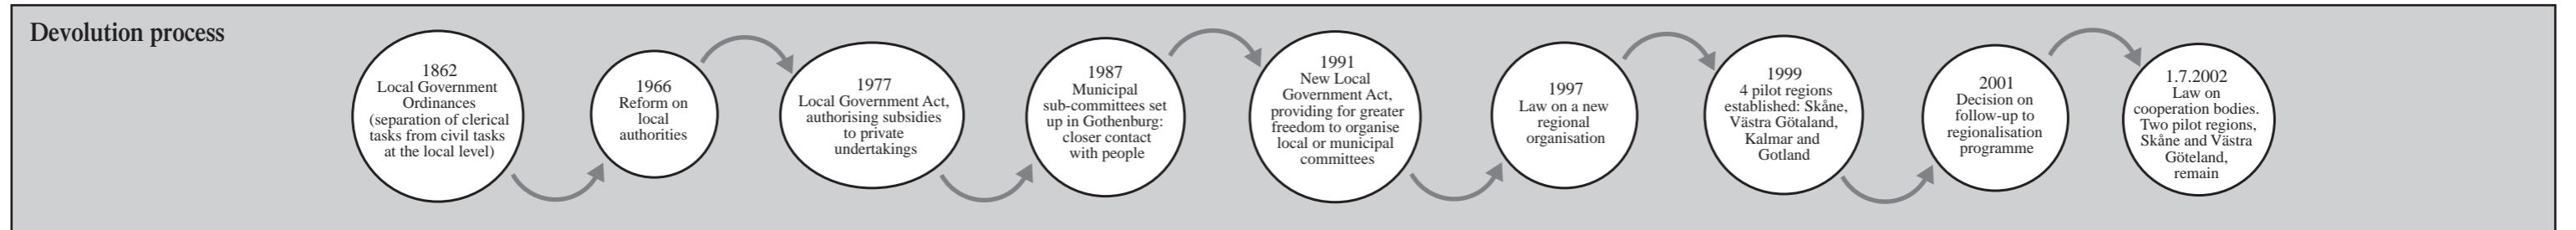 Devolution process
1862
Local Government
Ordinances
(separation of clerical
tasks from civil tasks
at the local level)
1966
Reform on
local
authorities
1977
Local Government Act,
authorising subsidies
to private
undertakings
1987
Municipal
sub-committees set
up in Gothenburg:
closer contact
with people
1991
New Local
Government Act,
providing for greater
freedom to organise
local or municipal
committees
1997
Law on a new
regional
organisation
1999
4 pilot regions
established: Skåne,
Västra Götaland,
Kalmar and
Gotland
2001
Decision on
follow-up to
regionalisation
programme
1.7.2002
Law on
cooperation bodies.
Two pilot regions,
Skåne and Västra
Göteland,
remain